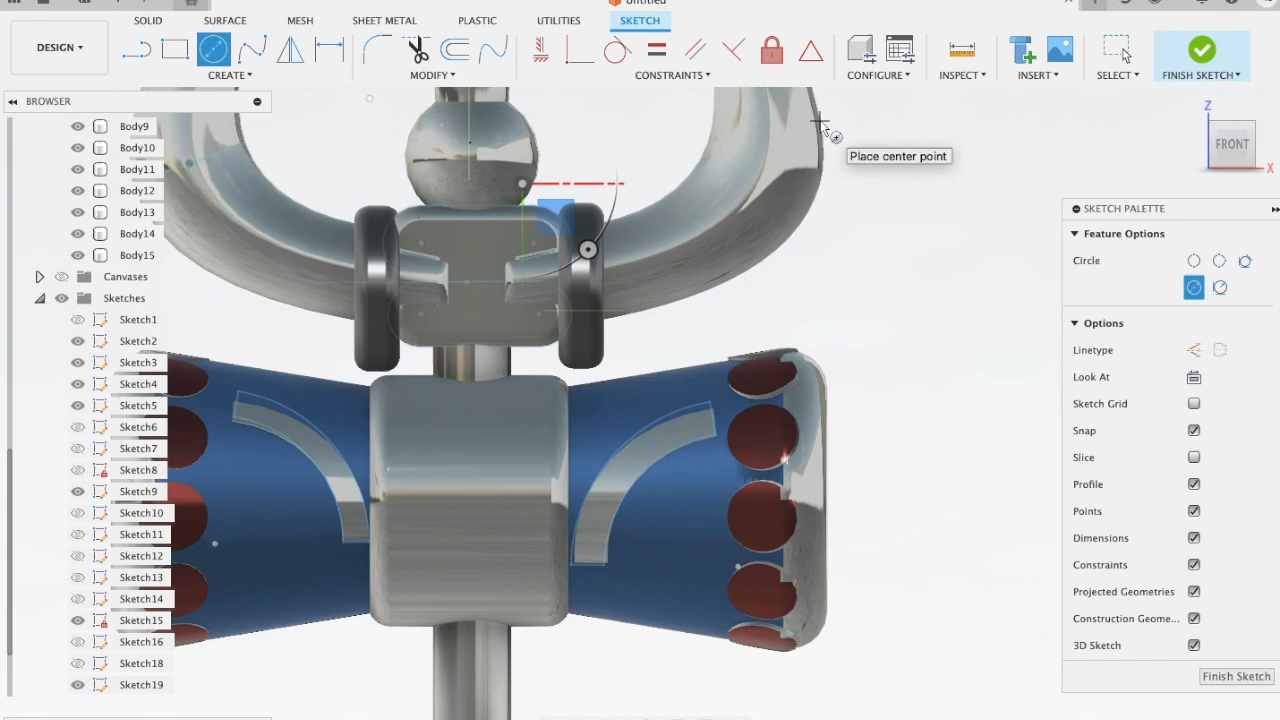 Untitled
SOLID SURFACE MESH SHEET METAL PLASTIC UTILITIES SKETCH
DESIGN
CREATE MODIFY CONSTRAINTS CONFIGURE INSPECT INSERT SELECT FINISH SKETCH
BROWSER
Body9
Body10
Body11
Body12
Body13
Body14
Body15
Canvases
Sketches
Sketch1
Sketch2
Sketch3
Sketch4
Sketch5
Sketch6
Sketch7
Sketch8
Sketch9
Sketch10
Sketch11
Sketch12
Sketch13
Sketch14
Sketch15
Sketch16
Sketch18
Sketch19
Place center point
Z
FRONT
X
SKETCH PALETTE
Feature Options
Circle
Options
Linetype
Look At
Sketch Grid
Snap
Slice
Profile
Points
Dimensions
Constraints
Projected Geometries
Construction Geome...
3D Sketch
Finish Sketch